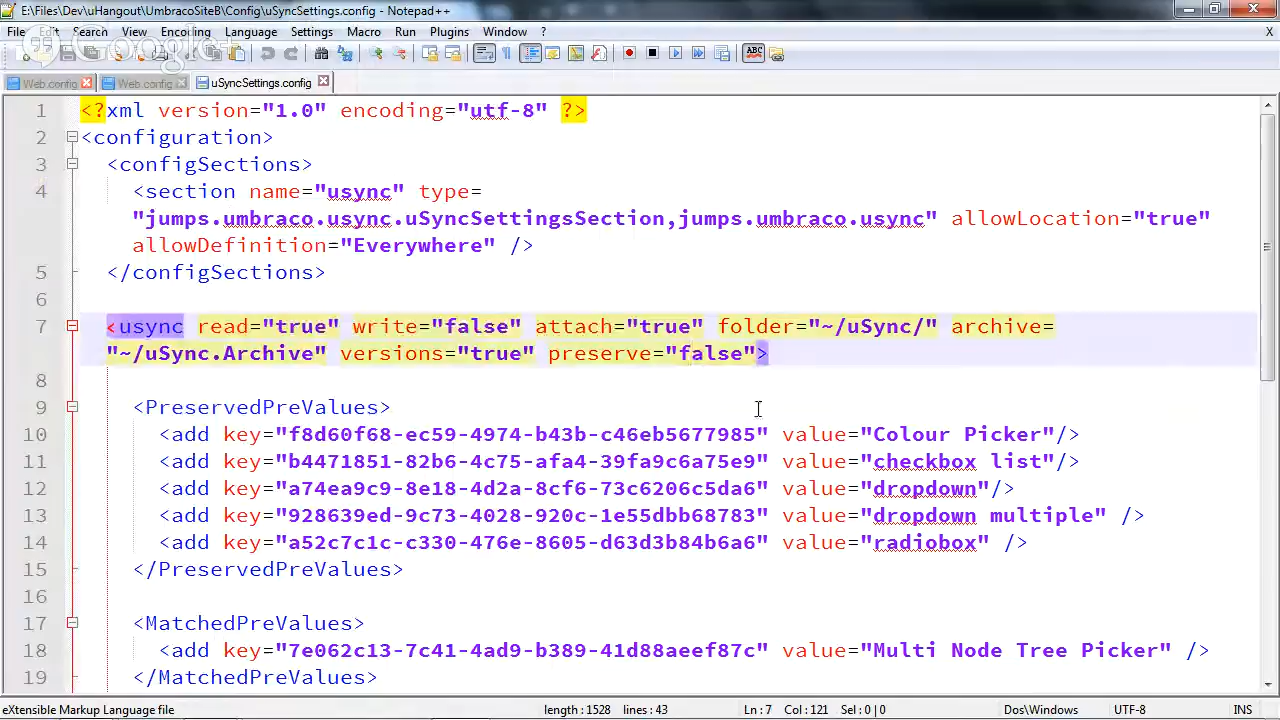 E:\Files\Dev\uHangout\UmbracoSiteB\Config\uSyncSettings.config - Notepad++
File Edit Search View Encoding Language Settings Macro Run Plugins Window ? X
Google+
ABC
Web.config Web.config uSyncSettings.config
1 <?xml version="1.0" encoding="utf-8" ?>
2 <configuration>
3 <configSections>
4 <section name="usync" type=
"jumps.umbraco.usync.uSyncSettingsSection,jumps.umbraco.usync" allowLocation="true"
allowDefinition="Everywhere" />
5 </configSections>
6
7 <usync read="true" write="false" attach="true" folder="~/uSync/" archive=
"~/uSync.Archive" versions="true" preserve="false">
8
9 <PreservedPreValues>
10 <add key="f8d60f68-ec59-4974-b43b-c46eb5677985" value="Colour Picker"/>
11 <add key="b4471851-82b6-4c75-afa4-39fa9c6a75e9" value="checkbox list"/>
12 <add key="a74ea9c9-8e18-4d2a-8cf6-73c6206c5da6" value="dropdown"/>
13 <add key="928639ed-9c73-4028-920c-1e55dbb68783" value="dropdown multiple" />
14 <add key="a52c7c1c-c330-476e-8605-d63d3b84b6a6" value="radiobox" />
15 </PreservedPreValues>
16
17 <MatchedPreValues>
18 <add key="7e062c13-7c41-4ad9-b389-41d88aeef87c" value="Multi Node Tree Picker" />
19 </MatchedPreValues>
eXtensible Markup Language file length : 1528 lines : 43 Ln : 7 Col : 121 Sel : 0 | 0 Dos\Windows UTF-8 INS